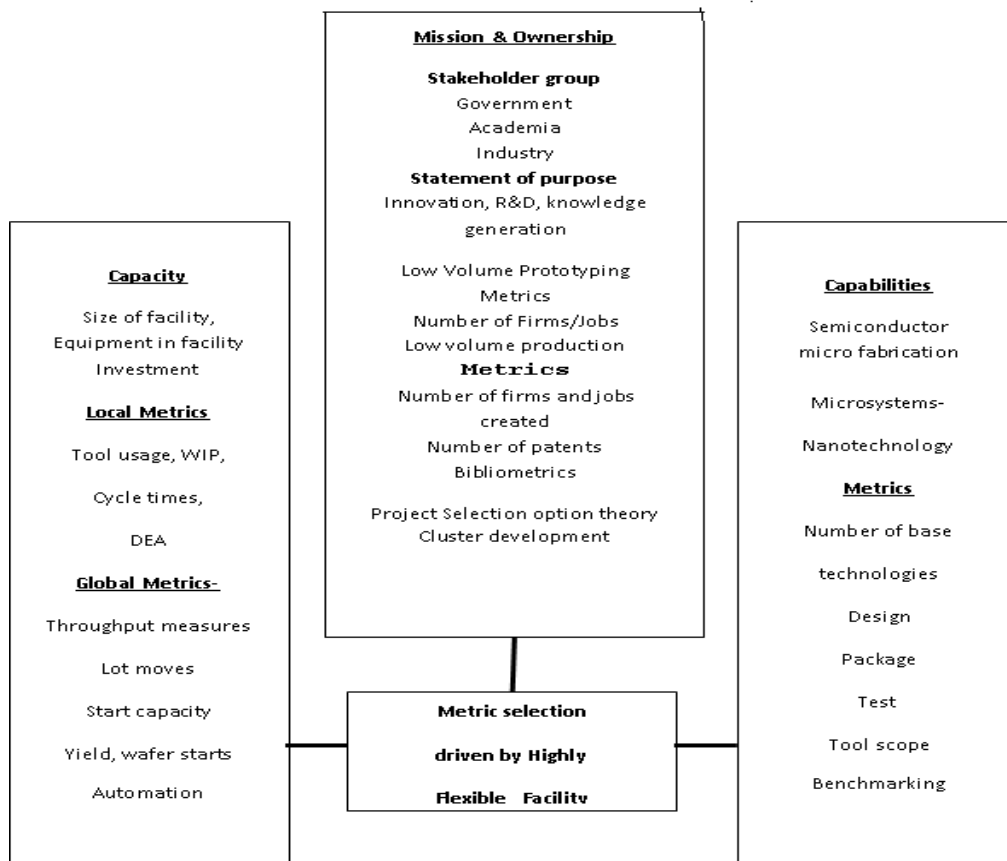 Mission & Ownership
Stakeholder group
Government
Academia
Industry
Statement of purpose
Innovation, R&D, knowledge
generation
Low Volume Prototyping
Metrics
Number of Firms/Jobs
Low volume production
Metrics
Number of firms and jobs
created
Number of patents
Bibliometrics
Project Selection option theory
Cluster development
Capacity
Size of facility,
Equipment in facility
Investment
Local Metrics
Tool usage, WIP,
Cycle times,
DEA
Global Metrics-
Throughput measures
Lot moves
Start capacity
Yield, wafer starts
Automation
Capabilities
Semiconductor
micro fabrication
Microsystems-
Nanotechnology
Metrics
Number of base
technologies
Design
Package
Test
Tool scope
Benchmarking
Metric selection
driven by Highly
Flexible Facility